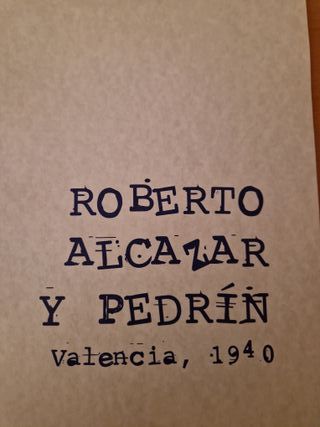 ROBERTO
ALCAZAR
Y PEDRÍN
Valencia, 1940